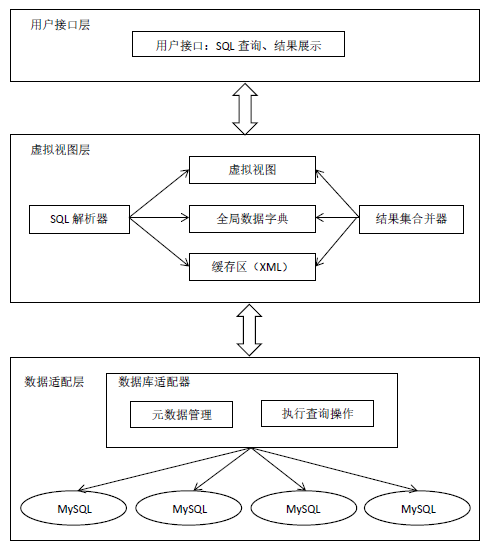 用户接口层
用户接口：SQL 查询、结果展示
虚拟视图层
虚拟视图
SQL 解析器
全局数据字典
结果集合并器
缓存区（XML）
数据适配层
数据库适配器
元数据管理
执行查询操作
MySQL
MySQL
MySQL
MySQL